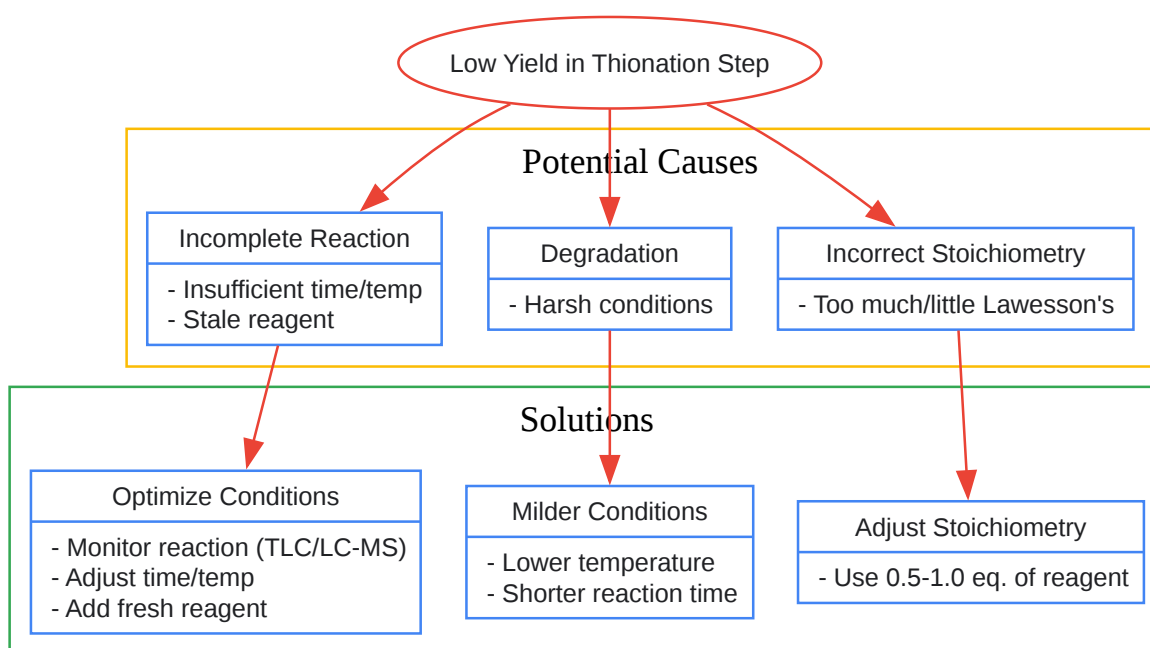 Low Yield in Thionation Step
Potential Causes
Incomplete Reaction
- Insufficient time/temp
- Stale reagent
Degradation
- Harsh conditions
Incorrect Stoichiometry
- Too much/little Lawesson's
Solutions
Optimize Conditions
- Monitor reaction (TLC/LC-MS)
- Adjust time/temp
- Add fresh reagent
Milder Conditions
- Lower temperature
- Shorter reaction time
Adjust Stoichiometry
- Use 0.5-1.0 eq. of reagent